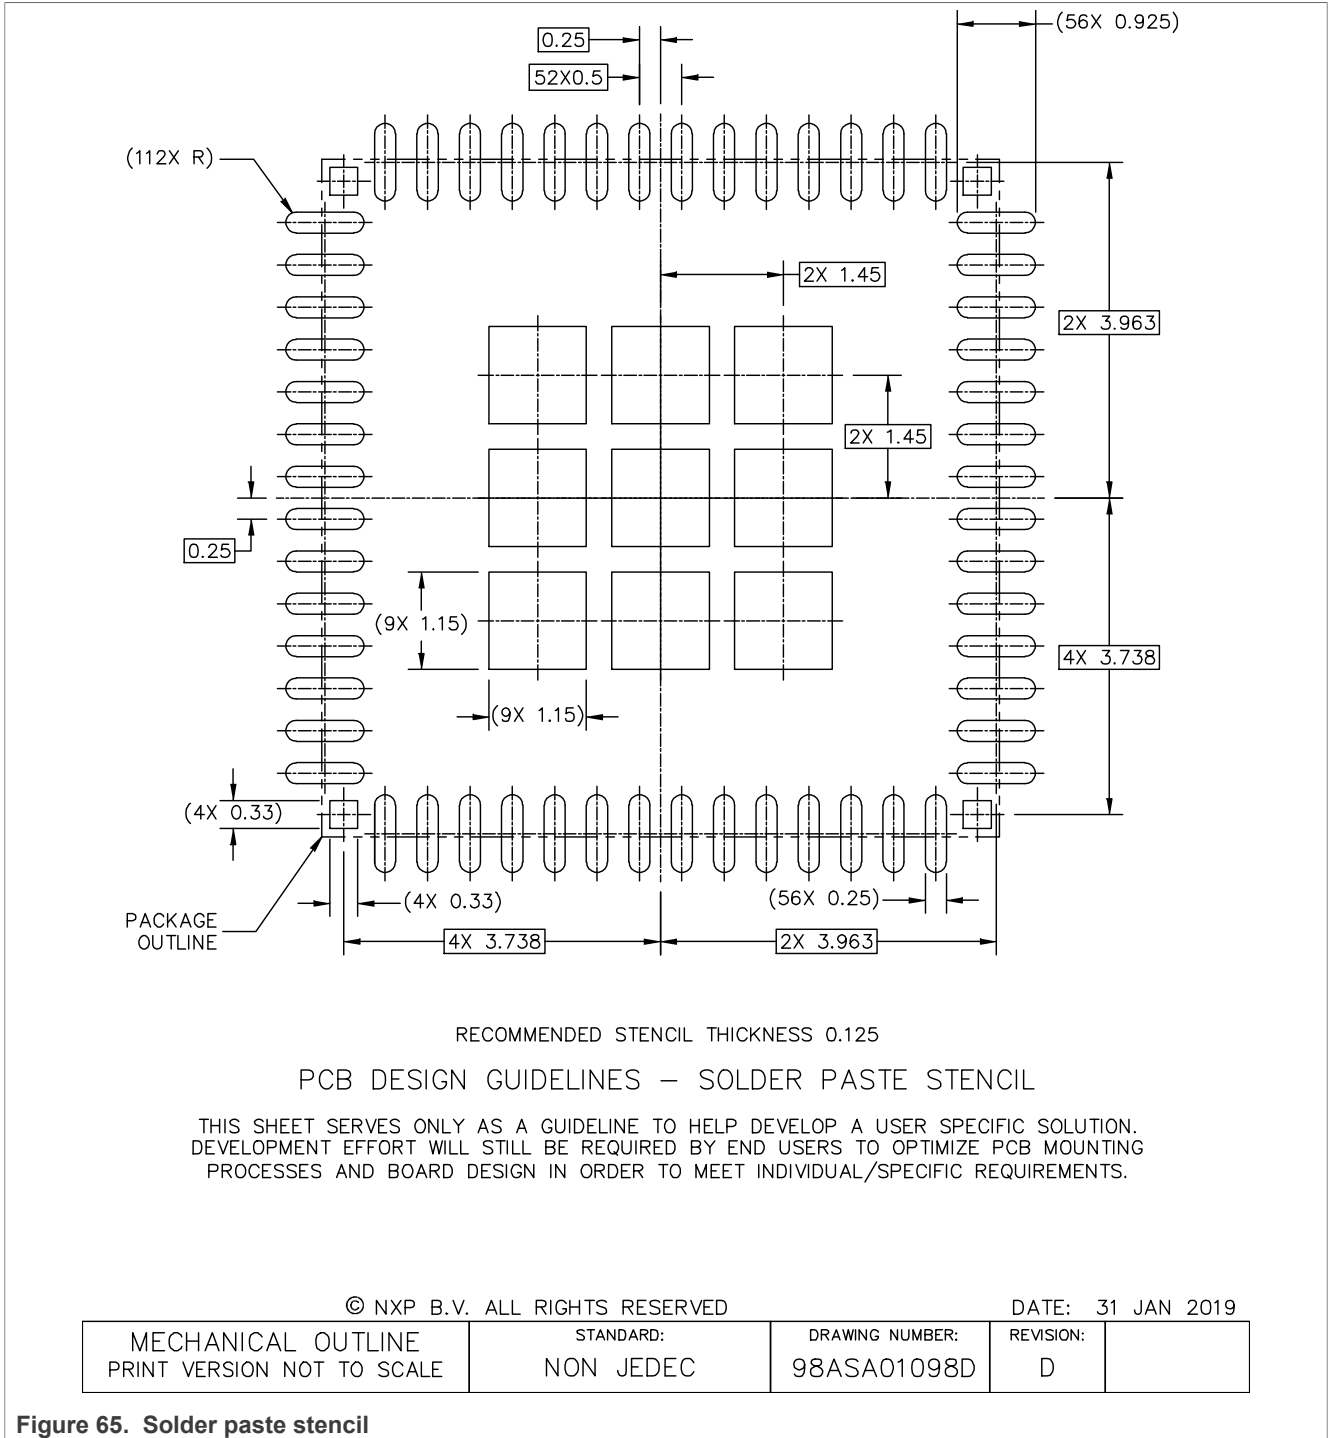 0.25
(56X 0.925)
52X0.5
(112X R)
2X 1.45
2X 3.963
2X 1.45
0.25
(9X 1.15)
4X 3.738
(9X 1.15)
(4X 0.33)
(4X 0.33)
(56X 0.25)
PACKAGE
OUTLINE
4X 3.738
2X 3.963
RECOMMENDED STENCIL THICKNESS 0.125
PCB DESIGN GUIDELINES – SOLDER PASTE STENCIL
THIS SHEET SERVES ONLY AS A GUIDELINE TO HELP DEVELOP A USER SPECIFIC SOLUTION.
DEVELOPMENT EFFORT WILL STILL BE REQUIRED BY END USERS TO OPTIMIZE PCB MOUNTING
PROCESSES AND BOARD DESIGN IN ORDER TO MEET INDIVIDUAL/SPECIFIC REQUIREMENTS.
© NXP B.V. ALL RIGHTS RESERVED
DATE: 31 JAN 2019
MECHANICAL OUTLINE
PRINT VERSION NOT TO SCALE
STANDARD:
NON JEDEC
DRAWING NUMBER:
98ASA01098D
REVISION:
D
Figure 65. Solder paste stencil